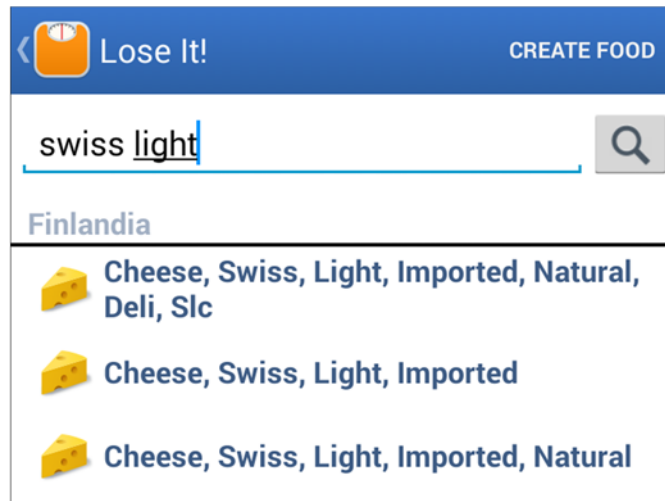 Lose It!
CREATE FOOD
swiss light
Finlandia
Cheese, Swiss, Light, Imported, Natural,
Deli, Slc
Cheese, Swiss, Light, Imported
Cheese, Swiss, Light, Imported, Natural